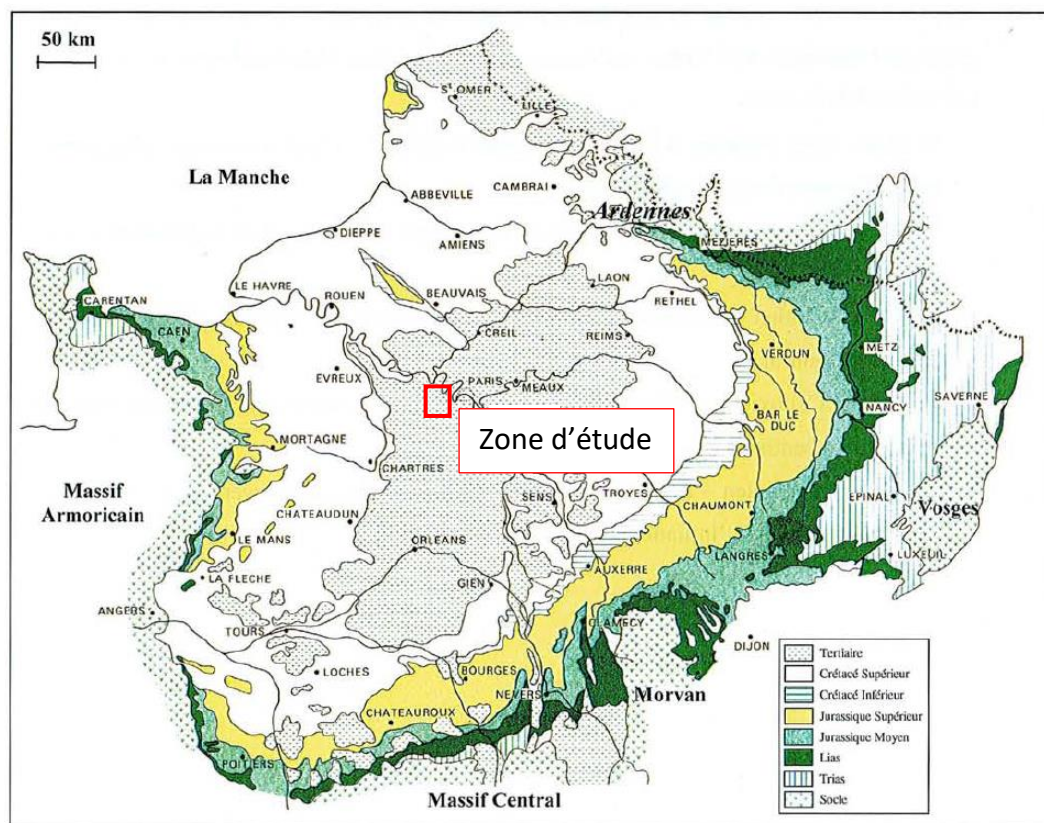 50 km
St OMER
LILLE
La Manche
ABBEVILLE
CAMBRAI
Ardennes
DIEPPE
AMIENS
MEZIERES
LAON
CARENTAN
LE HAVRE
ROUEN
BEAUVAIS
RETHEL
CAEN
CREIL
REIMS
VERDUN
METZ
EVREUX
PARIS
MEAUX
NANCY
SAVERNE
BAR LE
DUC
Zone d’étude
MORTAGNE
CHARTRES
TROYES
EPINAL
Vosges
Massif
Armoricain
CHATEAUDUN
SENS
CHAUMONT
LE MANS
ORLEANS
LANGRES
LUXEUIL
LA FLECHE
GIEN
AUXERRE
ANGERS
TOURS
CLAMECY
DIJON
LOCHES
BOURGES
Morvan
NEVERS
CHATEAUROUX
POITIERS
Massif Central
Tertiaire
Crétacé Supérieur
Crétacé Inférieur
Jurassique Supérieur
Jurassique Moyen
Lias
Trias
Socle